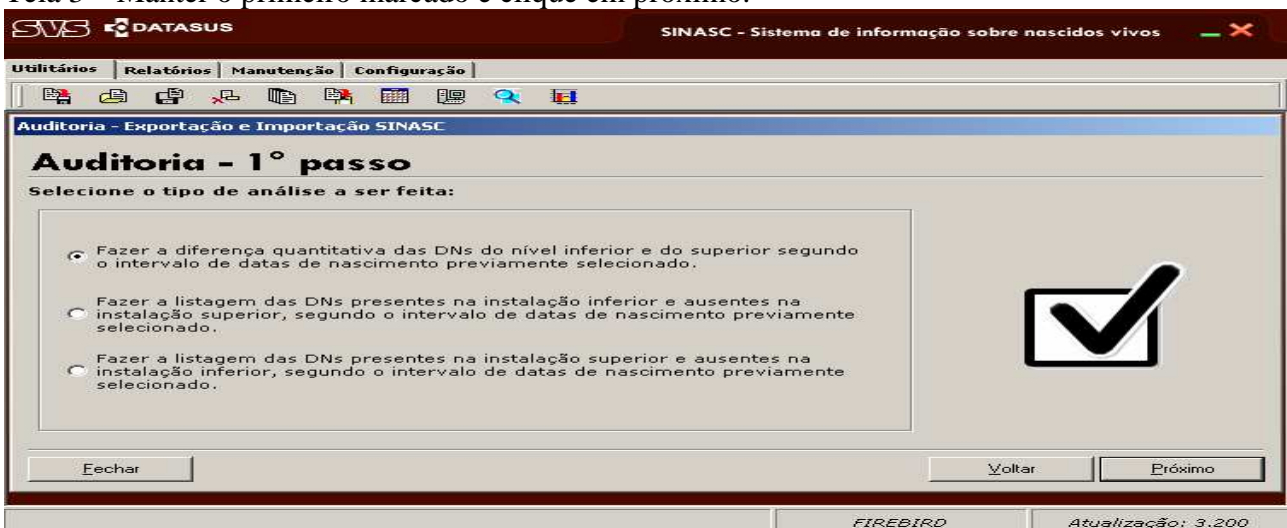 Tela 3 – Manter o primeiro marcado e clique em próximo.
SVS DATASUS
SINASC - Sistema de informação sobre nascidos vivos
Utilitários Relatórios Manutenção Configuração
Auditoria - Exportação e Importação SINASC
Auditoria - 1° passo
Selecione o tipo de análise a ser feita:
Fazer a diferença quantitativa das DNs do nível inferior e do superior segundo
o intervalo de datas de nascimento previamente selecionado.
Fazer a listagem das DNs presentes na instalação inferior e ausentes na
instalação superior, segundo o intervalo de datas de nascimento previamente
selecionado.
Fazer a listagem das DNs presentes na instalação superior e ausentes na
instalação inferior, segundo o intervalo de datas de nascimento previamente
selecionado.
Fechar Voltar Próximo
FIREBIRD Atualização: 3.200